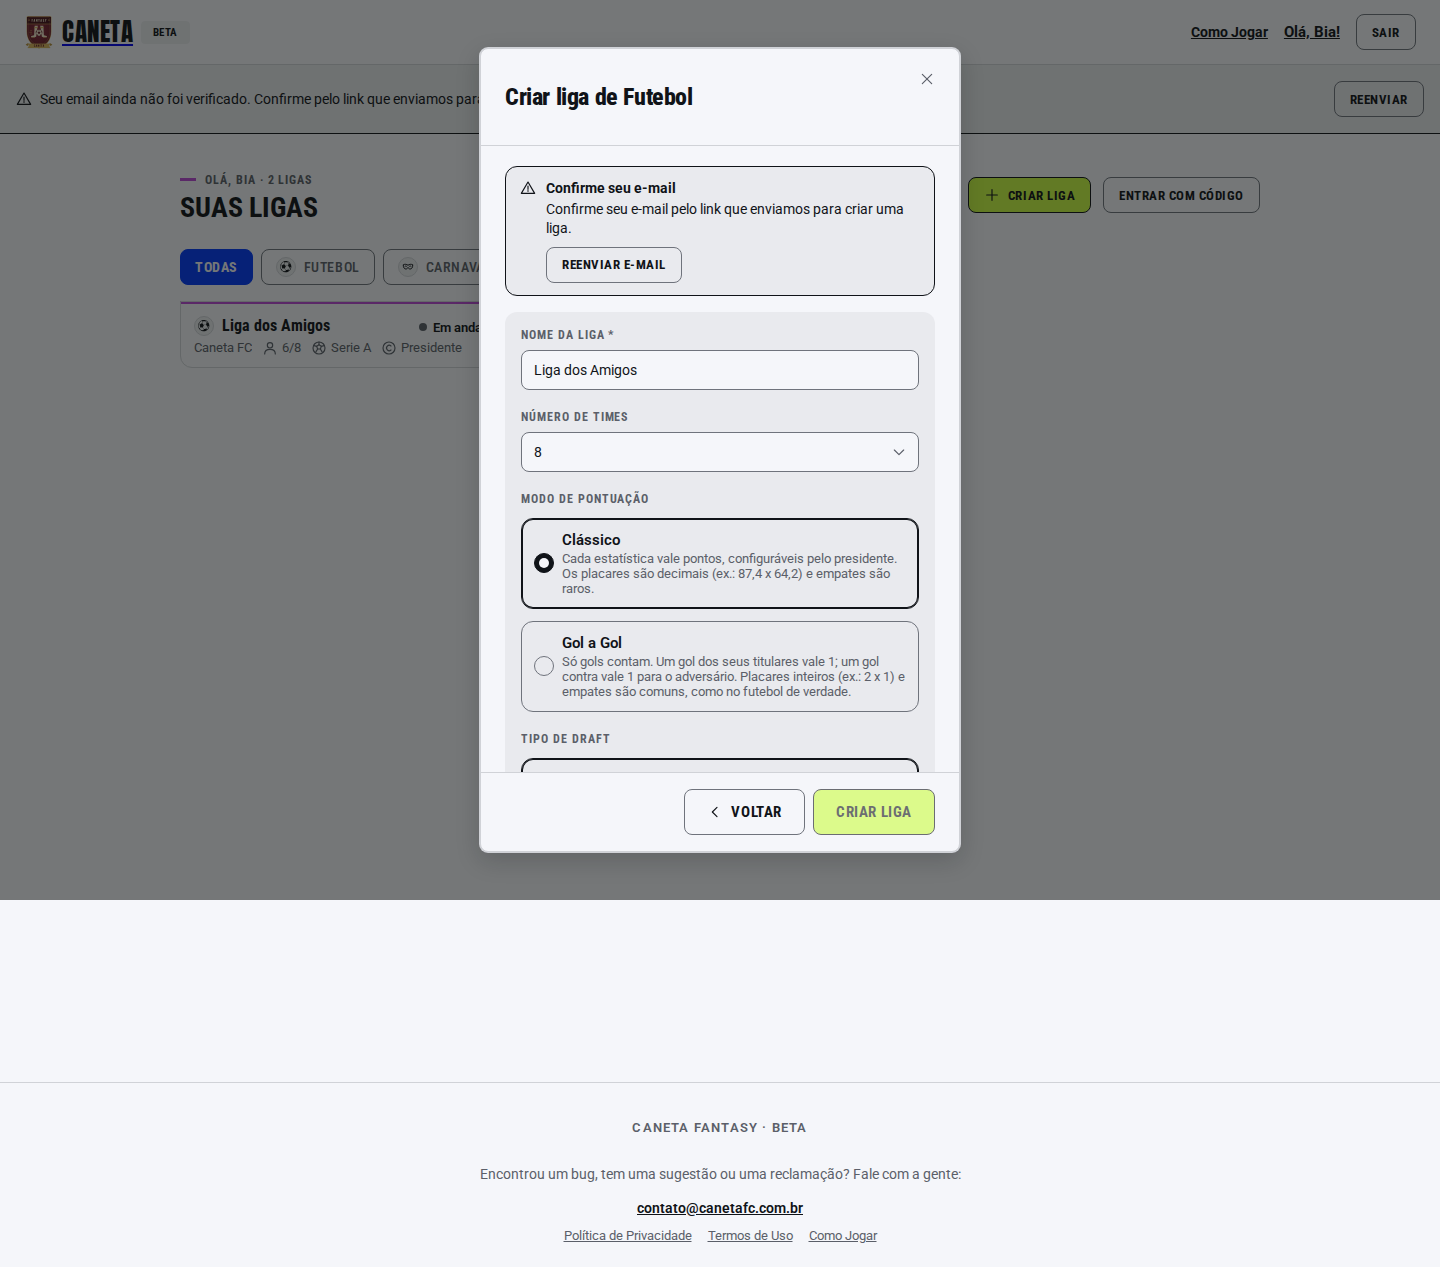 CANETA
BETA
Como Jogar
Olá, Bia!
SAIR
Seu email ainda não foi verificado. Confirme pelo link que enviamos
REENVIAR
OLÁ, BIA · 2 LIGAS
SUAS LIGAS
CRIAR LIGA
ENTRAR COM CÓDIGO
TODAS
FUTEBOL
Liga dos Amigos
Caneta FC
6/8
Serie A
Presidente
Criar liga de Futebol
Confirme seu e-mail
Confirme seu e-mail pelo link que enviamos para criar uma
liga.
REENVIAR E-MAIL
NOME DA LIGA *
Liga dos Amigos
NÚMERO DE TIMES
8
MODO DE PONTUAÇÃO
Clássico
Cada estatística vale pontos, configuráveis pelo presidente.
Os placares são decimais (ex.: 87,4 x 64,2) e empates são
raros.
Gol a Gol
Só gols contam. Um gol dos seus titulares vale 1; um gol
contra vale 1 para o adversário. Placares inteiros (ex.: 2 x 1) e
empates são comuns, como no futebol de verdade.
TIPO DE DRAFT
VOLTAR
CRIAR LIGA
CANETA FANTASY · BETA
Encontrou um bug, tem uma sugestão ou uma reclamação? Fale com a gente:
contato@canetafc.com.br
Política de Privacidade
Termos de Uso
Como Jogar